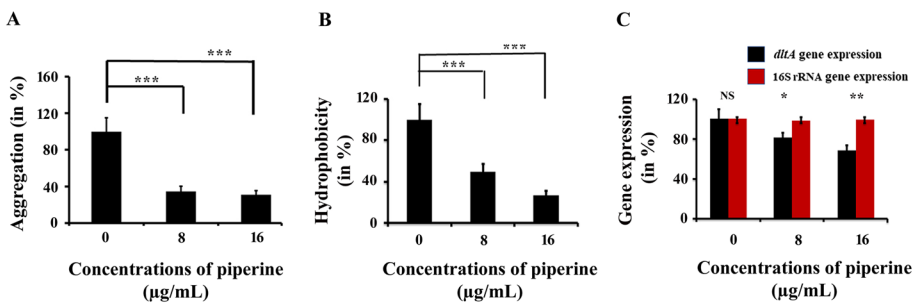 A
Aggregation (in %)
160
120
80
40
0
***
***
0 8 16
Concentrations of piperine
(µg/mL)
B
Hydrophobicity
(in %)
120
80
40
0
***
***
0 8 16
Concentrations of piperine
(µg/mL)
C
dltA gene expression
16S rRNA gene expression
Gene expression
(in %)
120
80
40
0
NS * **
0 8 16
Concentrations of piperine
(µg/mL)